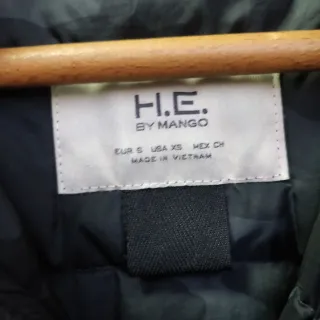 H.E.
BY MANGO
EUR S USA XS MEX CH
MADE IN VIETNAM